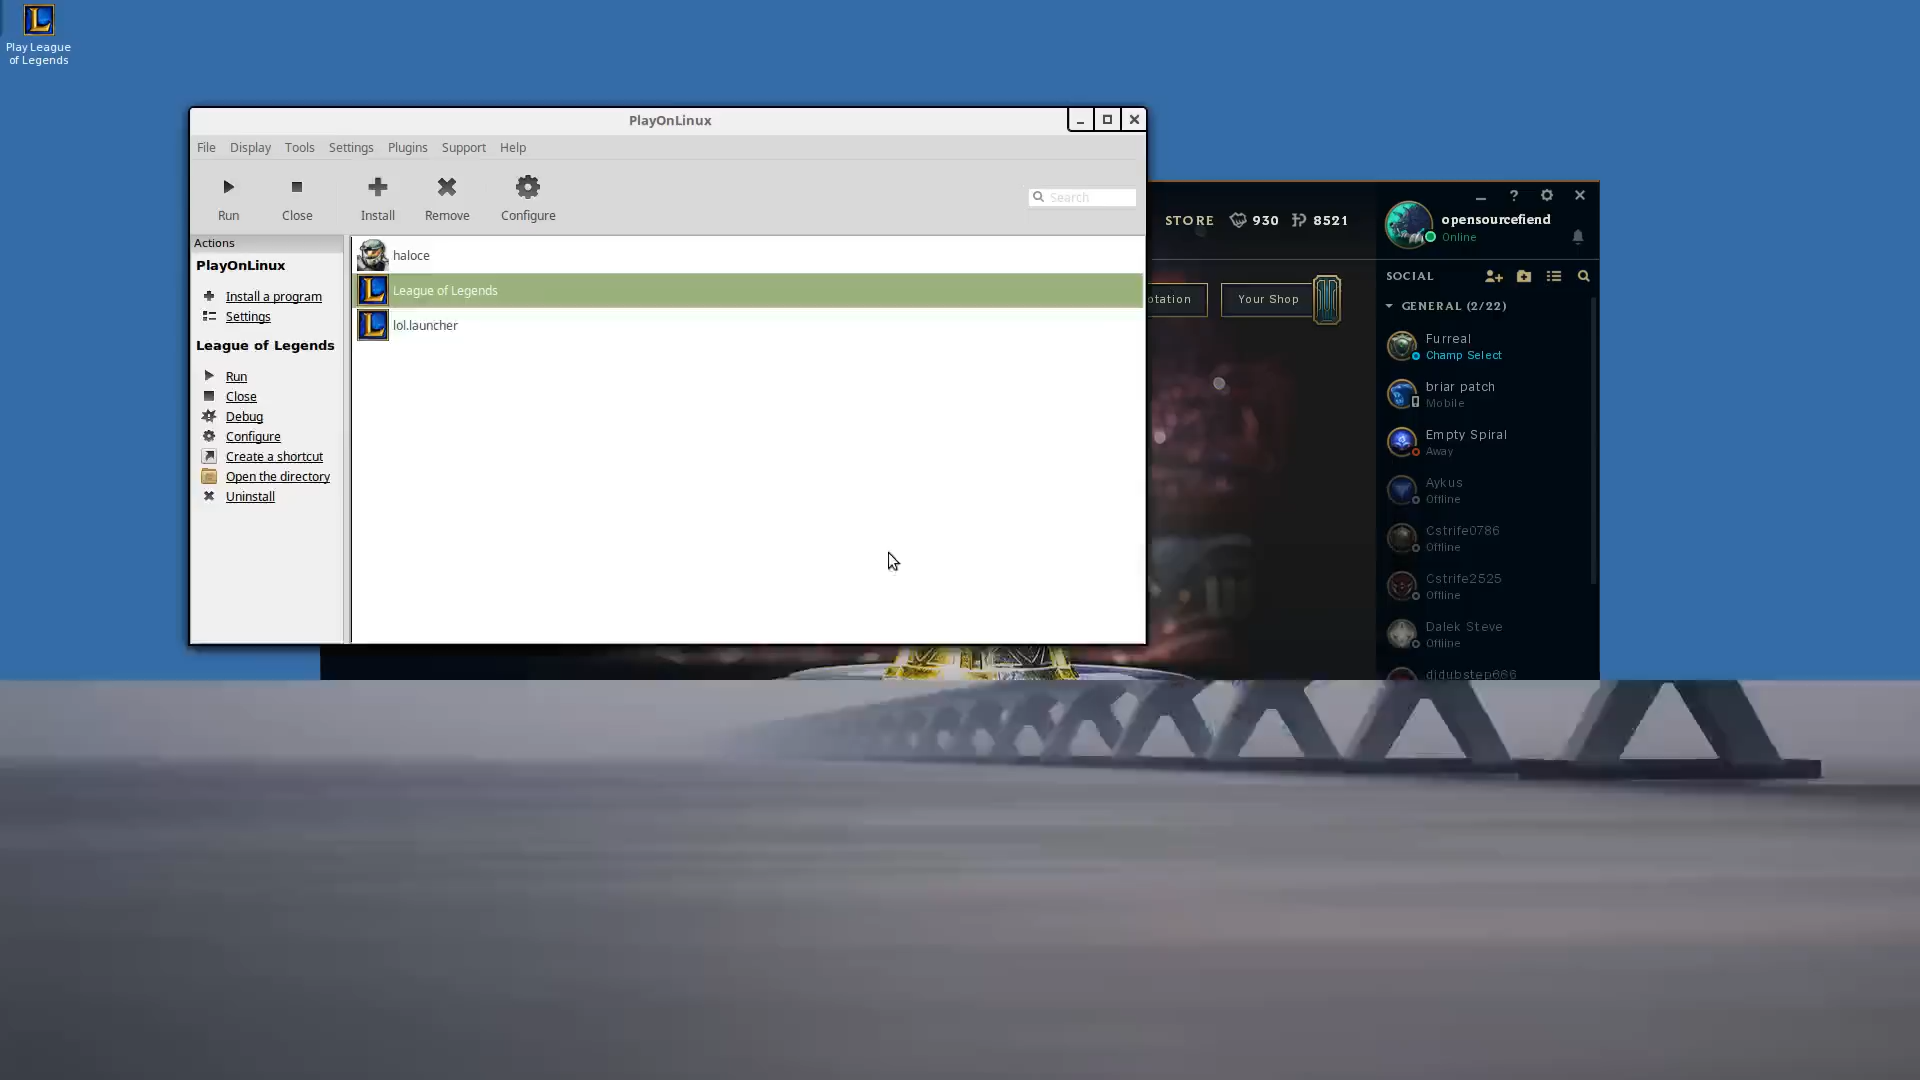 Play League
of Legends
PlayOnLinux
File Display Tools Settings Plugins Support Help
Run Close Install Remove Configure
Search
Actions
PlayOnLinux
Install a program
Settings
League of Legends
Run
Close
Debug
Configure
Create a shortcut
Open the directory
Uninstall
haloce
League of Legends
lol.launcher
STORE 930 8521
opensourcefiend
Online
Your Shop
SOCIAL
GENERAL (2/22)
Furreal
Champ Select
briar patch
Mobile
Empty Spiral
Away
Aykus
Offline
Cstrife0786
Offline
Cstrife2525
Offline
Dalek Steve
Offline
djdubstep666